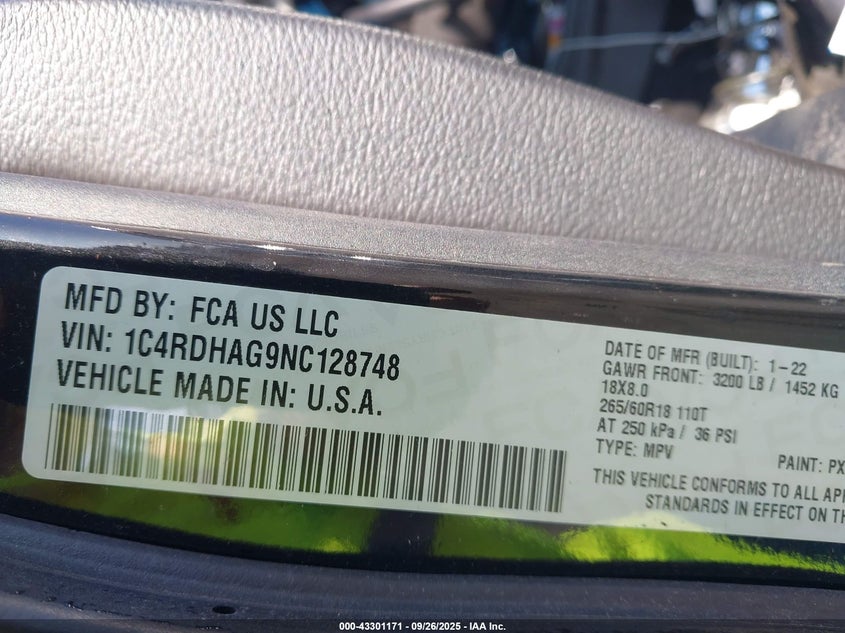 MFD BY: FCA US LLC
VIN: 1C4RDHAG9NC128748
VEHICLE MADE IN: U.S.A.
DATE OF MFR (BUILT): 1-22
GAWR FRONT: 3200 LB / 1452 KG
18X8.0
265/60R18 110T
AT 250 kPa / 36 PSI
TYPE: MPV
PAINT: PX
THIS VEHICLE CONFORMS TO ALL APP
STANDARDS IN EFFECT ON TH
000-43301171 - 09/26/2025 - IAA Inc.